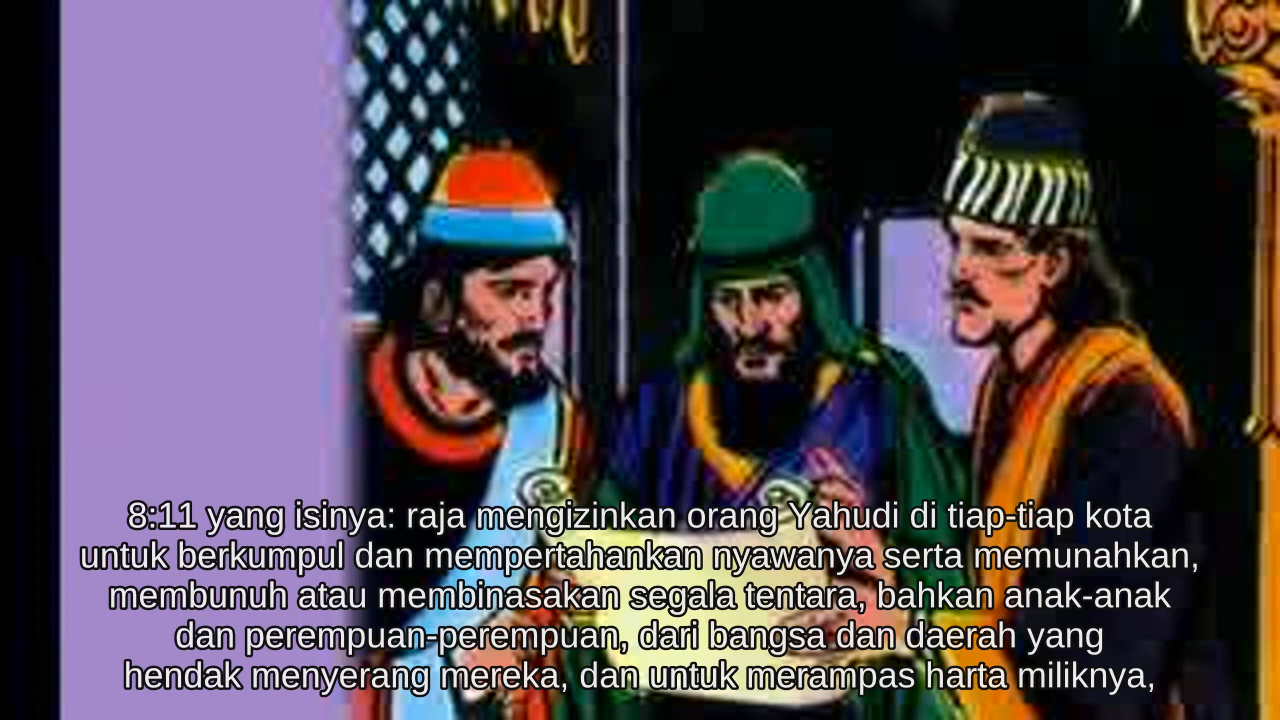 8:11 yang isinya: raja mengizinkan orang Yahudi di tiap-tiap kota
untuk berkumpul dan mempertahankan nyawanya serta memunahkan,
membunuh atau membinasakan segala tentara, bahkan anak-anak
dan perempuan-perempuan, dari bangsa dan daerah yang
hendak menyerang mereka, dan untuk merampas harta miliknya,